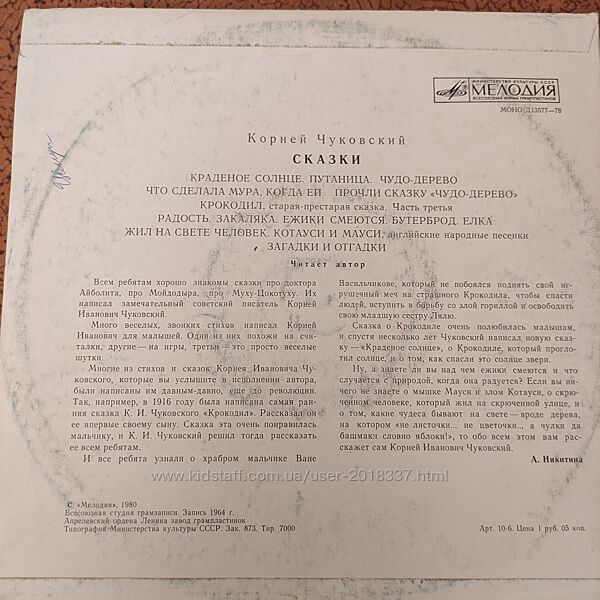 МИНИСТЕРСТВО КУЛЬТУРЫ СССР
МЕЛОДИЯ
ВСЕСОЮЗНАЯ ФИРМА ГРАМПЛАСТИНОК
МОНО Д13577—78
Корней Чуковский
СКАЗКИ
КРАДЕНОЕ СОЛНЦЕ. ПУТАНИЦА. ЧУДО-ДЕРЕВО
ЧТО СДЕЛАЛА МУРА, КОГДА ЕЙ ПРОЧЛИ СКАЗКУ «ЧУДО-ДЕРЕВО»
КРОКОДИЛ, старая-престарая сказка. Часть третья
РАДОСТЬ. ЗАКАЛЯКА. ЕЖИКИ СМЕЮТСЯ. БУТЕРБРОД. ЕЛКА
ЖИЛ НА СВЕТЕ ЧЕЛОВЕК. КОТАУСИ И МАУСИ, английские народные песенки
ЗАГАДКИ И ОТГАДКИ
Читает автор
Всем ребятам хорошо знакомы сказки про доктора
Айболита, про Мойдодыра, про Муху-Цокотуху. Их
написал замечательный советский писатель Корней
Иванович Чуковский.
Много веселых, звонких стихов написал Корней
Иванович для малышей. Одни из них похожи на счи-
талки, другие — на игры, третьи — это просто веселые
шутки.
Многие из стихов и сказок Корнея Ивановича Чу-
ковского, которые вы услышите в исполнении автора,
были написаны им давным-давно, еще до революции.
Так, например, в 1916 году была написана самая ран-
няя сказка К. И. Чуковского «Крокодил». Рассказал он
ее впервые своему сыну. Сказка эта очень понравилась
мальчику, и К. И. Чуковский решил тогда рассказать
ее всем ребятам.
И все ребята узнали о храбром мальчике Ване
Васильчикове, который не побоялся поднять свой иг-
рушечный меч на страшного Крокодила, чтобы спасти
людей, вступить в борьбу со злой гориллой и освободить
свою младшую сестру Лялю.
Сказка о Крокодиле очень полюбилась малышам,
и спустя несколько лет Чуковский написал новую сказ-
ку — «Краденое солнце», о Крокодиле, который прогло-
тил солнце, и о том, как спасли это солнце звери.
Ну, а знаете ли вы над чем ежики смеются и что
случается с природой, когда она радуется? Если вы ни-
чего не знаете о мышке Мауси и злом Котауси, о скрю-
ченном человеке, который жил на скрюченной улице, и
о том, какие чудеса бывают на свете — вроде дерева,
на котором «не листочки... не цветочки..., а чулки да
башмаки словно яблоки!», то обо всем этом вам рас-
скажет сам Корней Иванович Чуковский.
А. Никитина
www.kidstaff.com.ua/user-2018337.html
© «Мелодия», 1980
Всесоюзная студия грамзаписи. Запись 1964 г.
Апрелевский ордена Ленина завод грампластинок
Типография Министерства культуры СССР. Зак. 873. Тир. 7000
Арт. 10-6. Цена 1 руб. 05 коп.